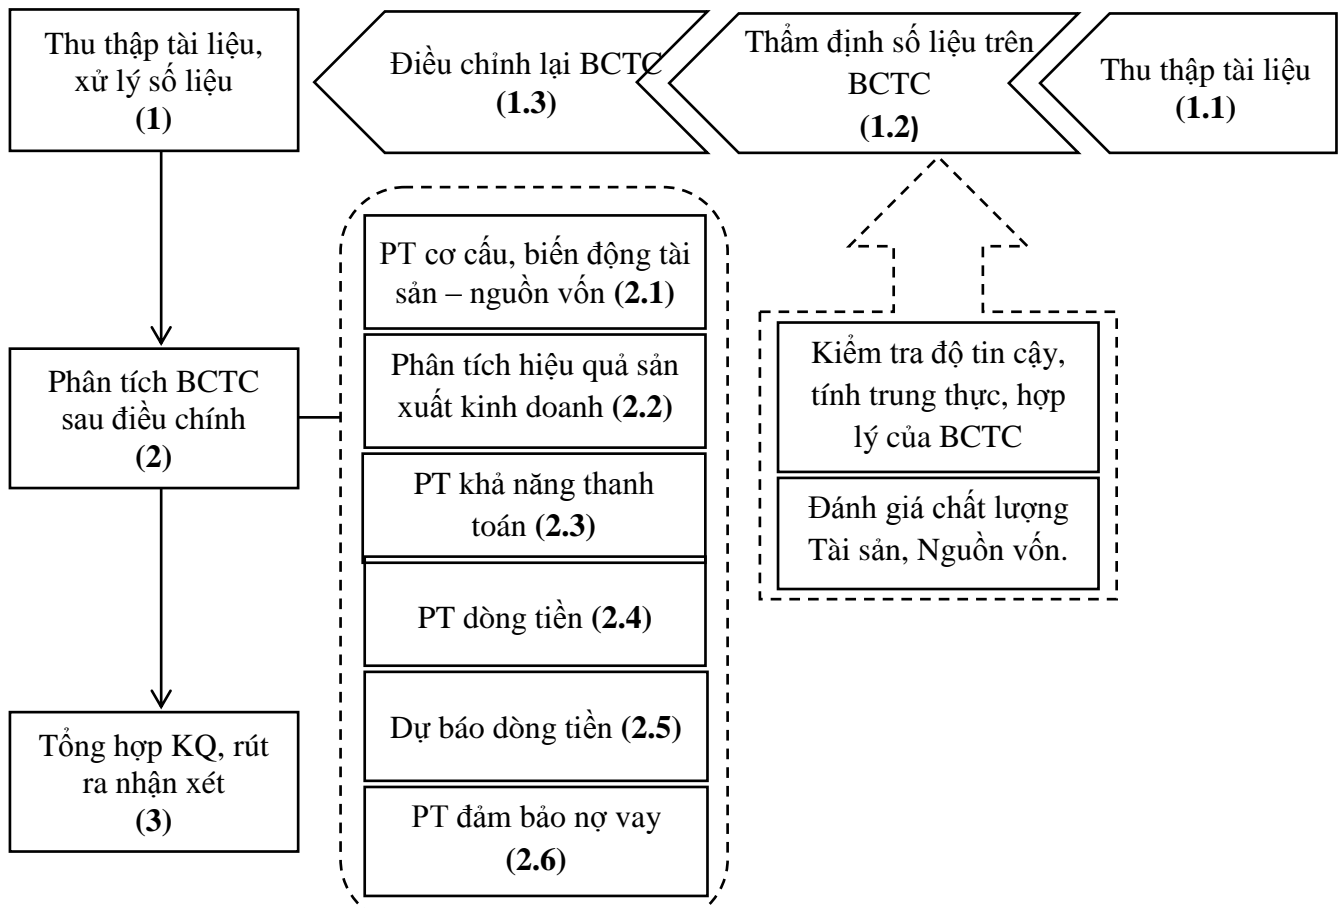 Thu thập tài liệu,
xử lý số liệu
(1)
Điều chỉnh lại BCTC
(1.3)
Thẩm định số liệu trên
BCTC
(1.2)
Thu thập tài liệu
(1.1)
PT cơ cấu, biến động tài
sản – nguồn vốn (2.1)
Phân tích hiệu quả sản
xuất kinh doanh (2.2)
PT khả năng thanh
toán (2.3)
PT dòng tiền (2.4)
Dự báo dòng tiền (2.5)
PT đảm bảo nợ vay
(2.6)
Kiểm tra độ tin cậy,
tính trung thực, hợp
lý của BCTC
Đánh giá chất lượng
Tài sản, Nguồn vốn.
Phân tích BCTC
sau điều chính
(2)
Tổng hợp KQ, rút
ra nhận xét
(3)